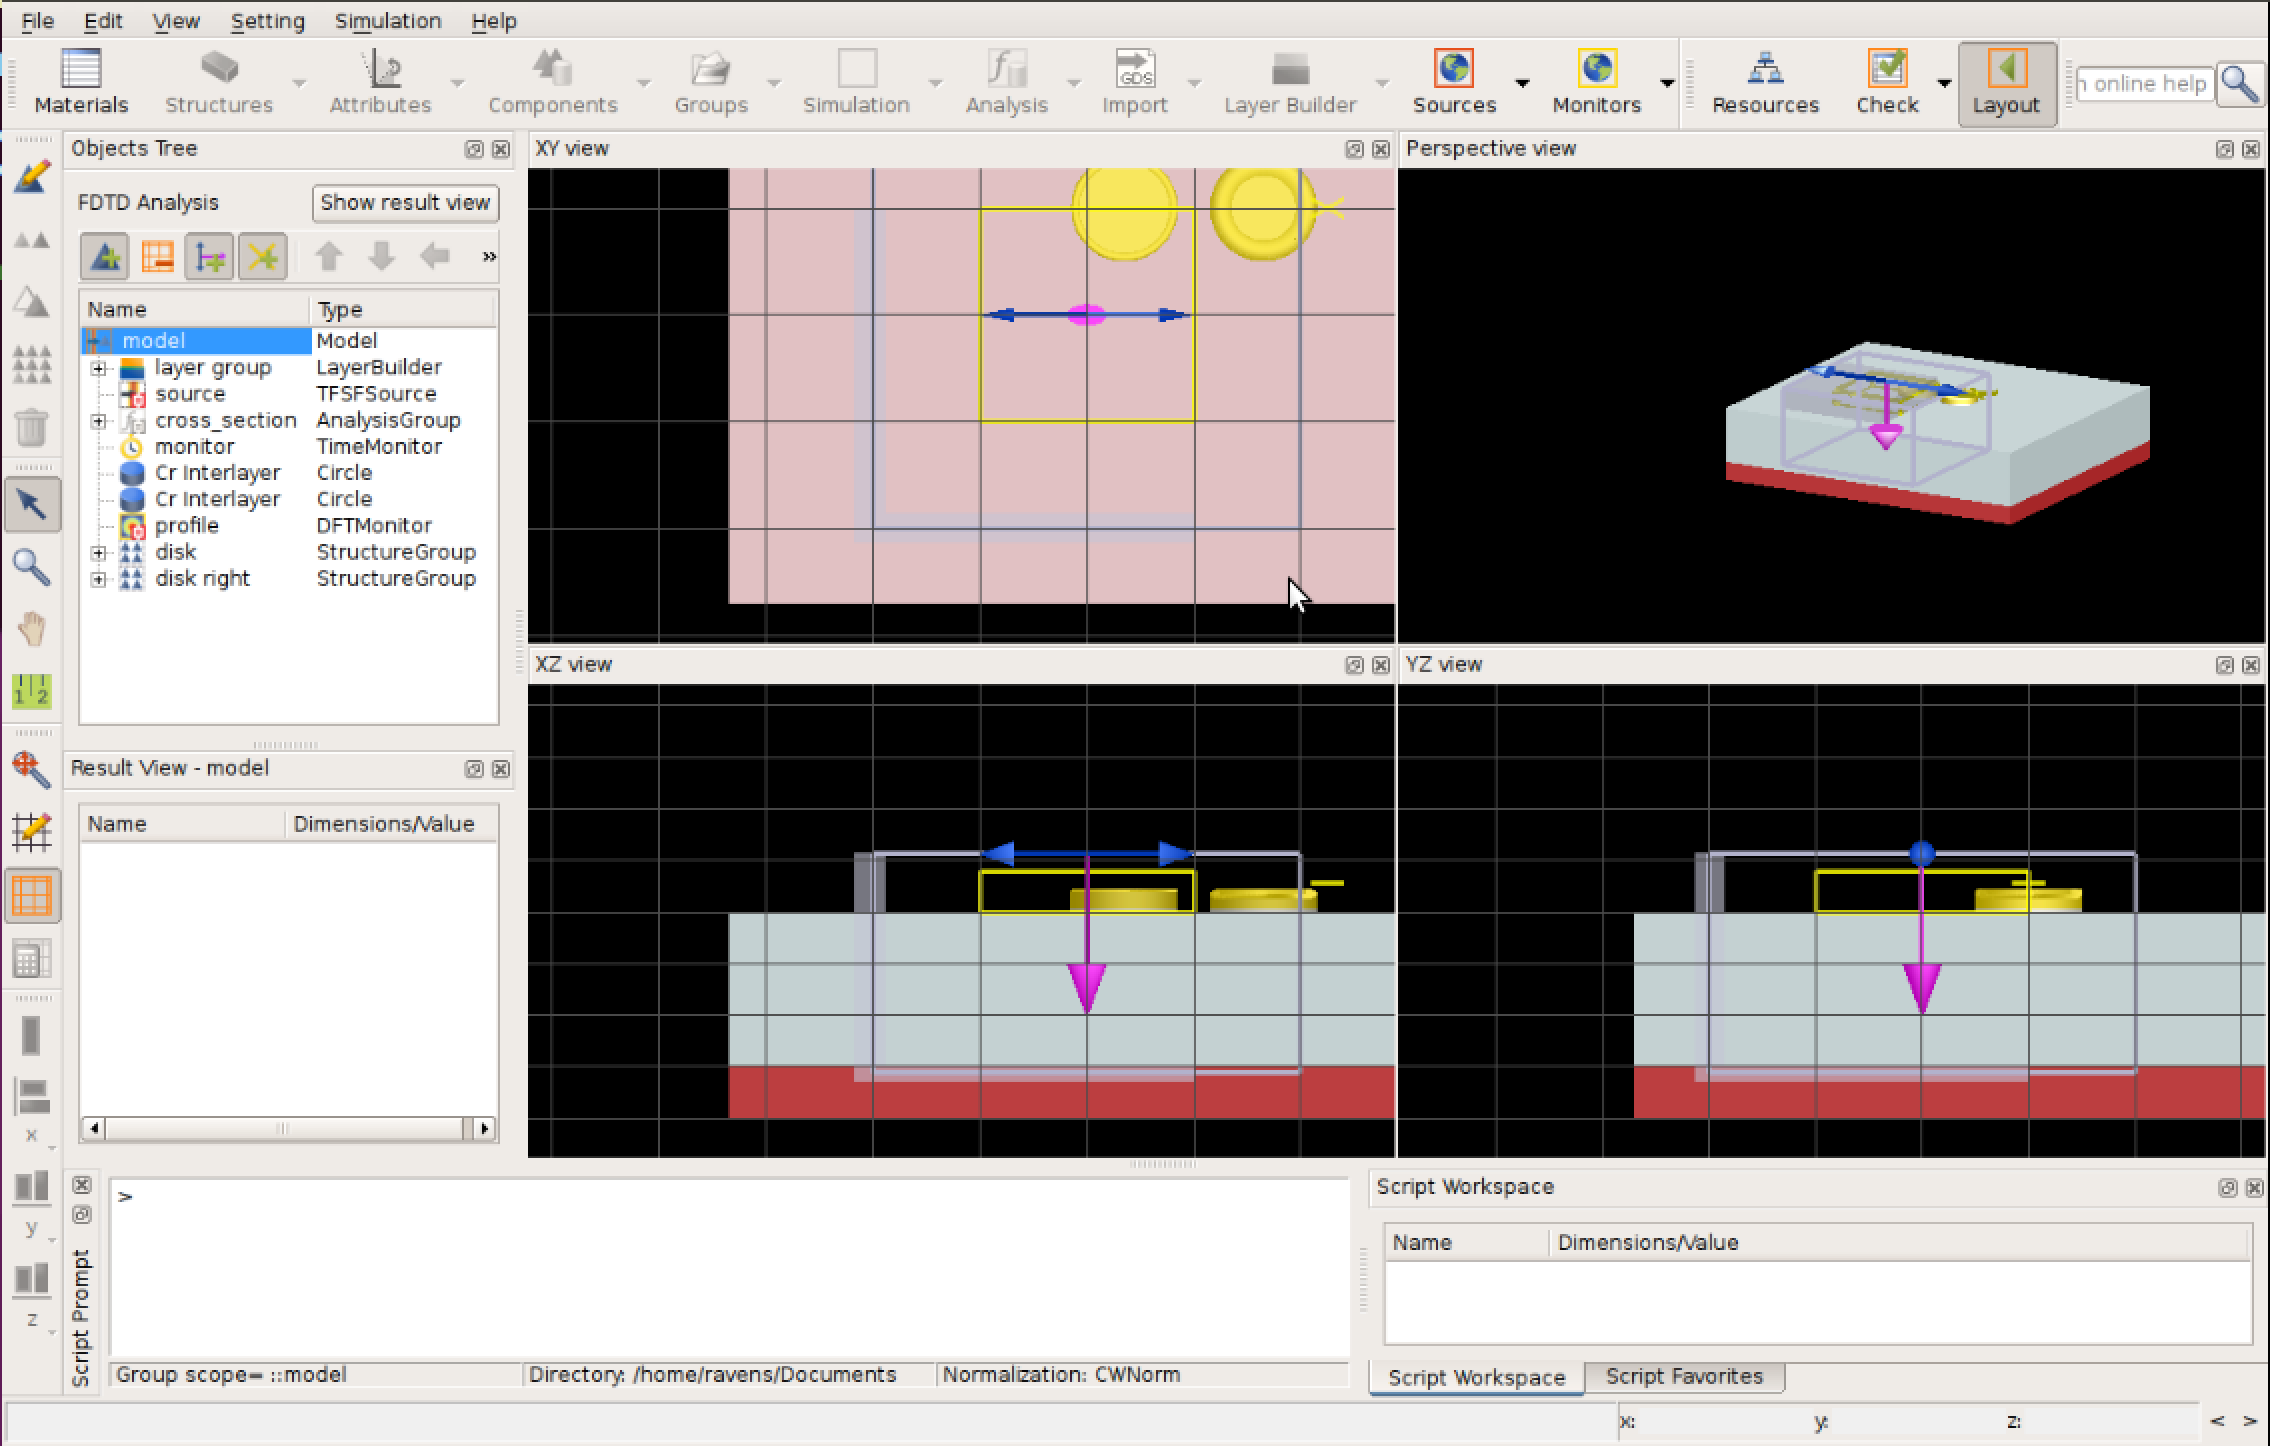 File Edit View Setting Simulation Help
Materials Structures Attributes Components Groups Simulation Analysis Import Layer Builder Sources Monitors Resources Check Layout online help
GDS
Objects Tree
XY view
Perspective view
FDTD Analysis Show result view
»
Name Type
model Model
layer group LayerBuilder
source TFSFSource
cross_section AnalysisGroup
monitor TimeMonitor
Cr Interlayer Circle
Cr Interlayer Circle
profile DFTMonitor
disk StructureGroup
disk right StructureGroup
1 2
XZ view
YZ view
Result View - model
Name Dimensions/Value
x
y
z
Script Prompt
>
Group scope= ::model Directory: /home/ravens/Documents Normalization: CWNorm
Script Workspace
Name Dimensions/Value
Script Workspace Script Favorites
x: y: z: < >